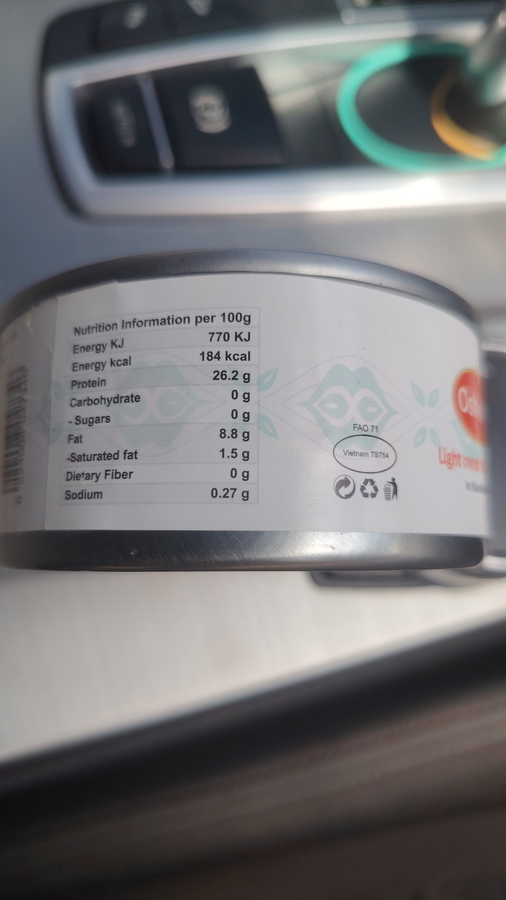 Nutrition Information per 100g
Energy KJ 770 KJ
Energy kcal 184 kcal
Protein 26.2 g
Carbohydrate 0 g
- Sugars 0 g
Fat 8.8 g
-Saturated fat 1.5 g
Dietary Fiber 0 g
Sodium 0.27 g
FAO 71
Vietnam TS754
Light meat